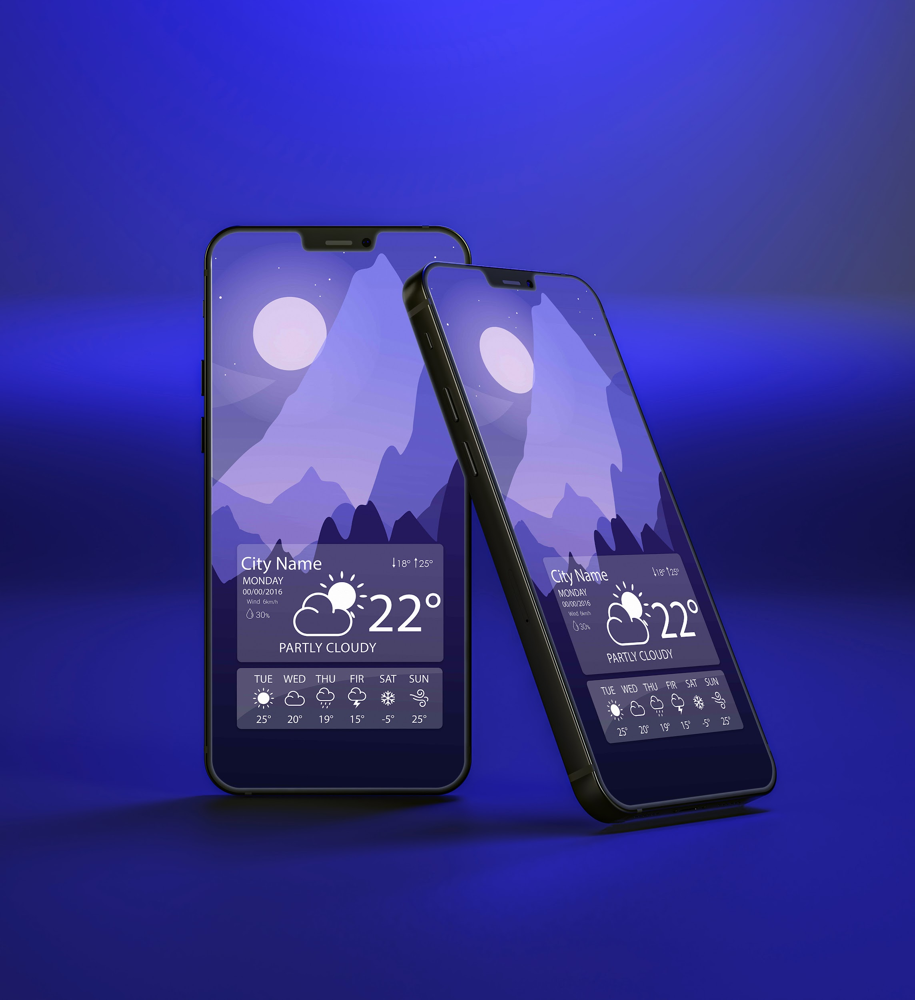 City Name
↓18° ↑25°
MONDAY
00/00/2016
Wind 6km/h
30%
22°
PARTLY CLOUDY
TUE WED THU FIR SAT SUN
25° 20° 19° 15° -5° 25°
City Name
↓18° ↑25°
MONDAY
00/00/2016
Wind 6km/h
30%
22°
PARTLY CLOUDY
TUE WED THU FIR SAT SUN
25° 20° 19° 15° -5° 25°